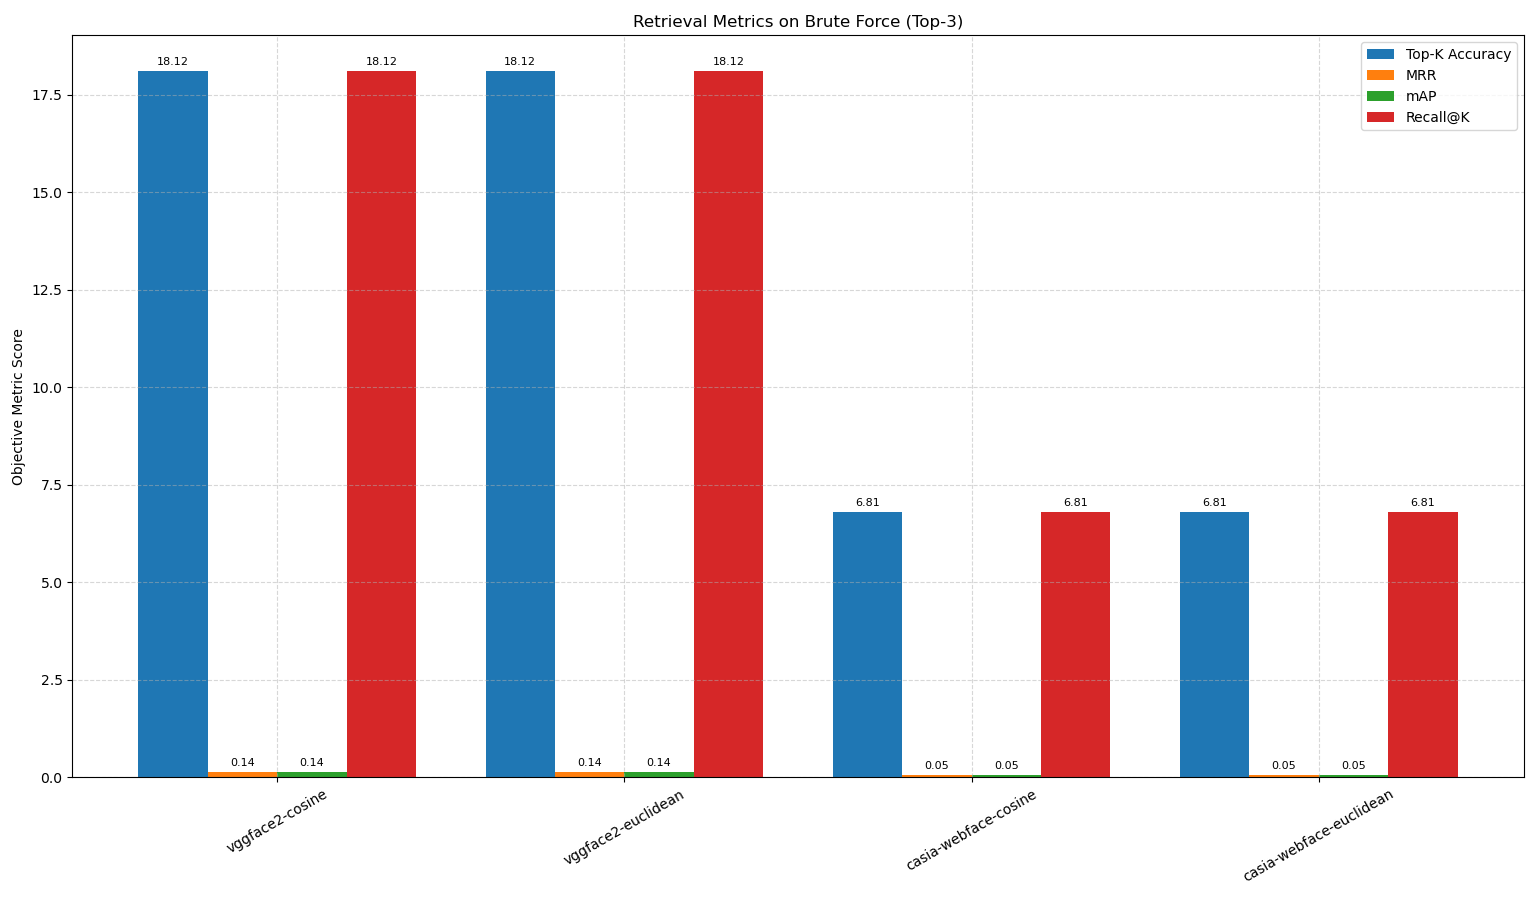 Retrieval Metrics on Brute Force (Top-3)
Top-K Accuracy
MRR
mAP
Recall@K
Objective Metric Score
17.5
15.0
12.5
10.0
7.5
5.0
2.5
0.0
18.12
0.14
0.14
18.12
18.12
0.14
0.14
18.12
6.81
0.05
0.05
6.81
6.81
0.05
0.05
6.81
vggface2-cosine
vggface2-euclidean
casia-webface-cosine
casia-webface-euclidean